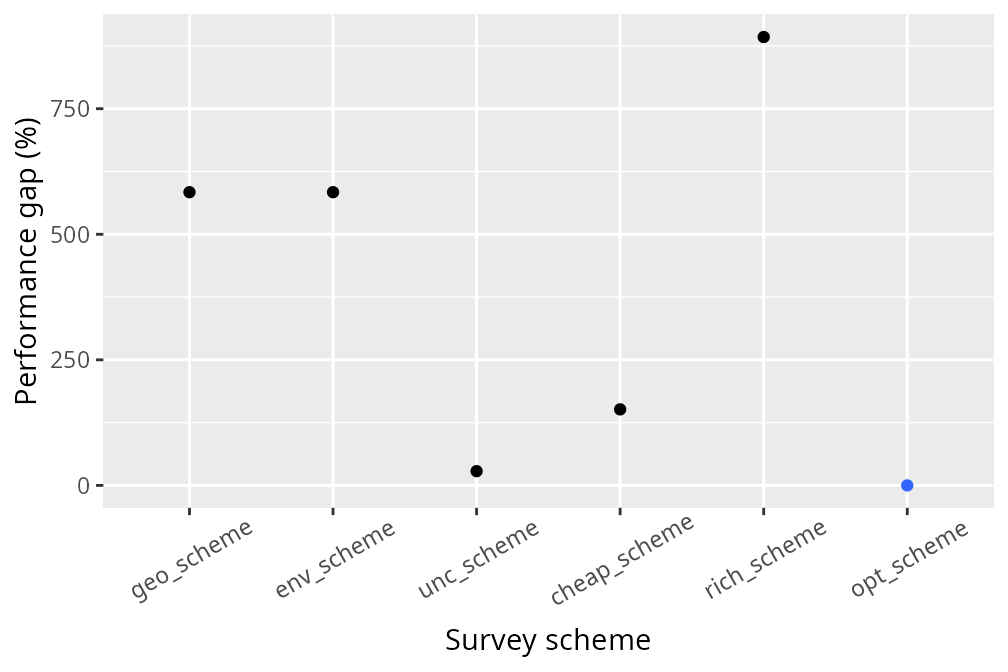 Performance gap (%)
750
500
250
0
geo_scheme
env_scheme
unc_scheme
cheap_scheme
rich_scheme
opt_scheme
Survey scheme